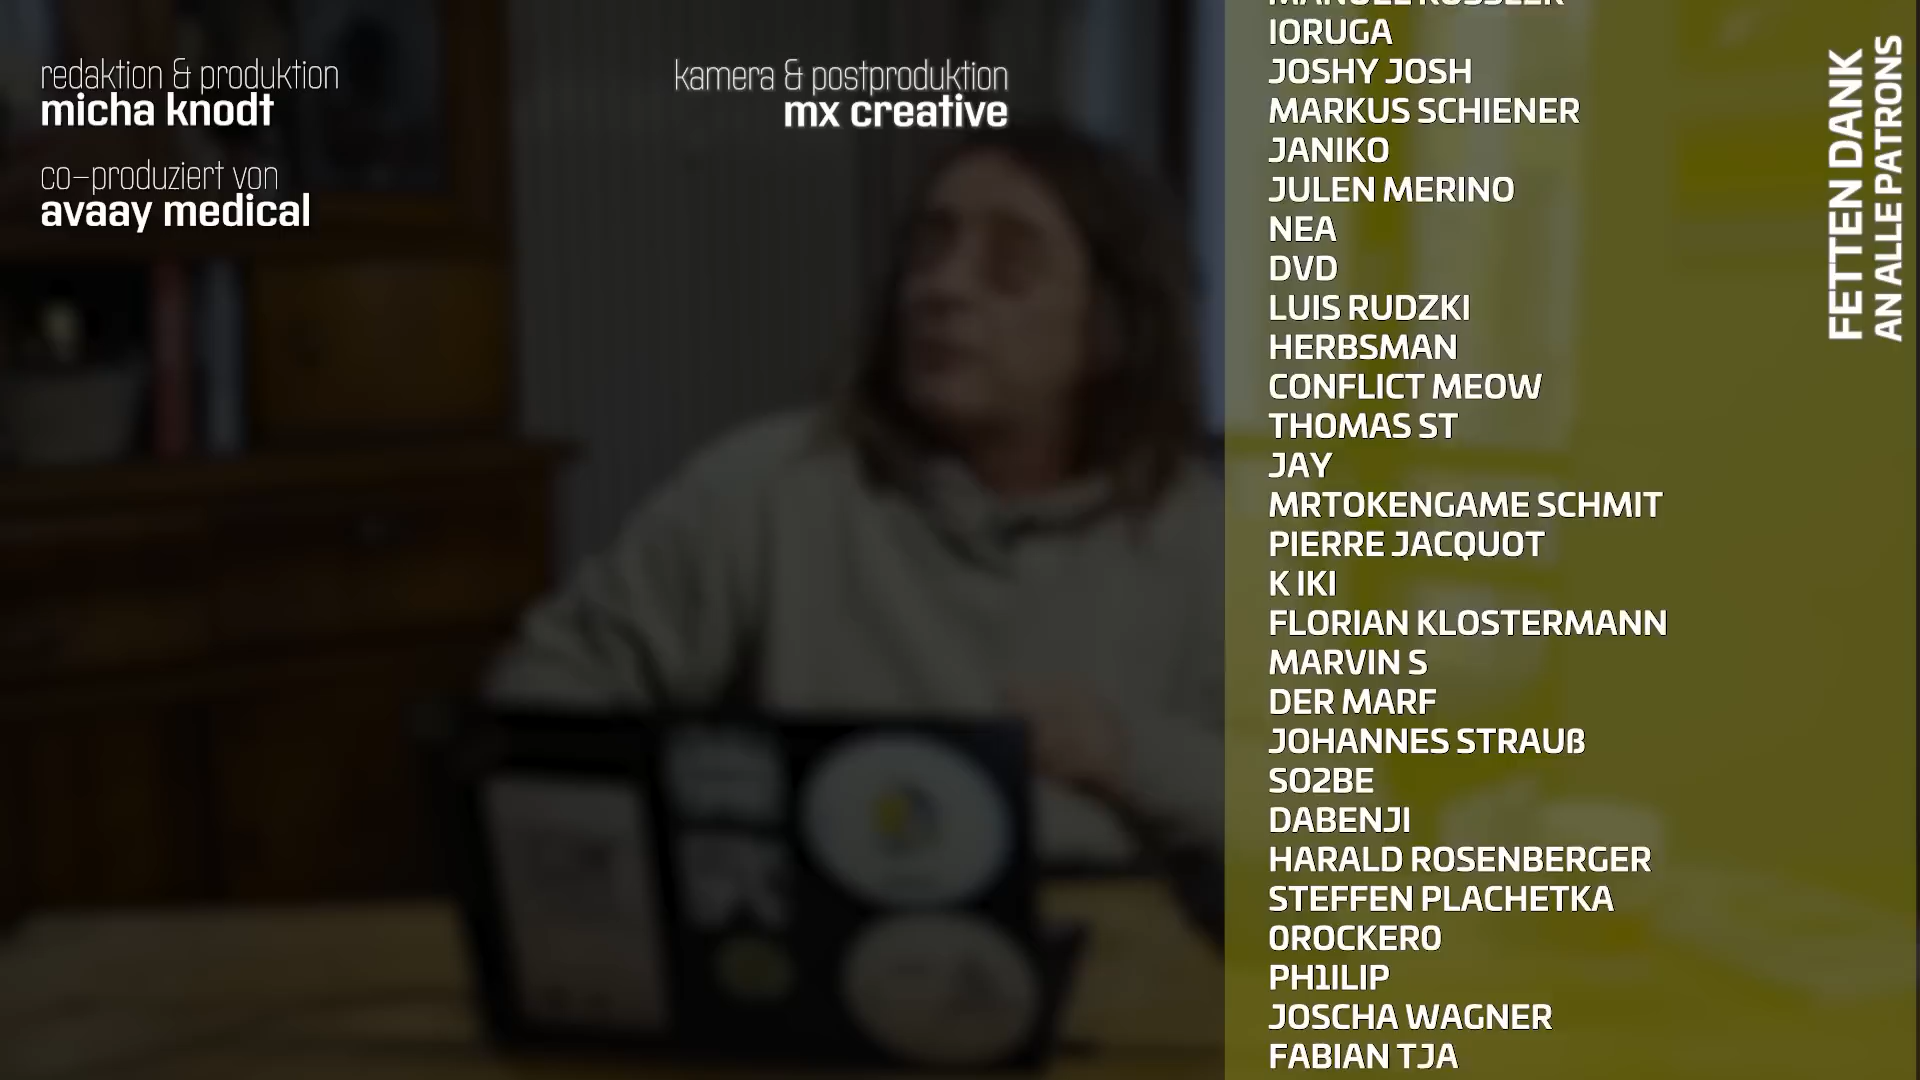 redaktion & produktion
micha knodt
co-produziert von
avaay medical
kamera & postproduktion
mx creative
IORUGA
JOSHY JOSH
MARKUS SCHIENER
JANIKO
JULEN MERINO
NEA
DVD
LUIS RUDZKI
HERBSMAN
CONFLICT MEOW
THOMAS ST
JAY
MRTOKENGAME SCHMIT
PIERRE JACQUOT
K IKI
FLORIAN KLOSTERMANN
MARVIN S
DER MARF
JOHANNES STRAUß
SO2BE
DABENJI
HARALD ROSENBERGER
STEFFEN PLACHETKA
0ROCKER0
PH1ILIP
JOSCHA WAGNER
FABIAN TJA
FETTEN DANK
AN ALLE PATRONS